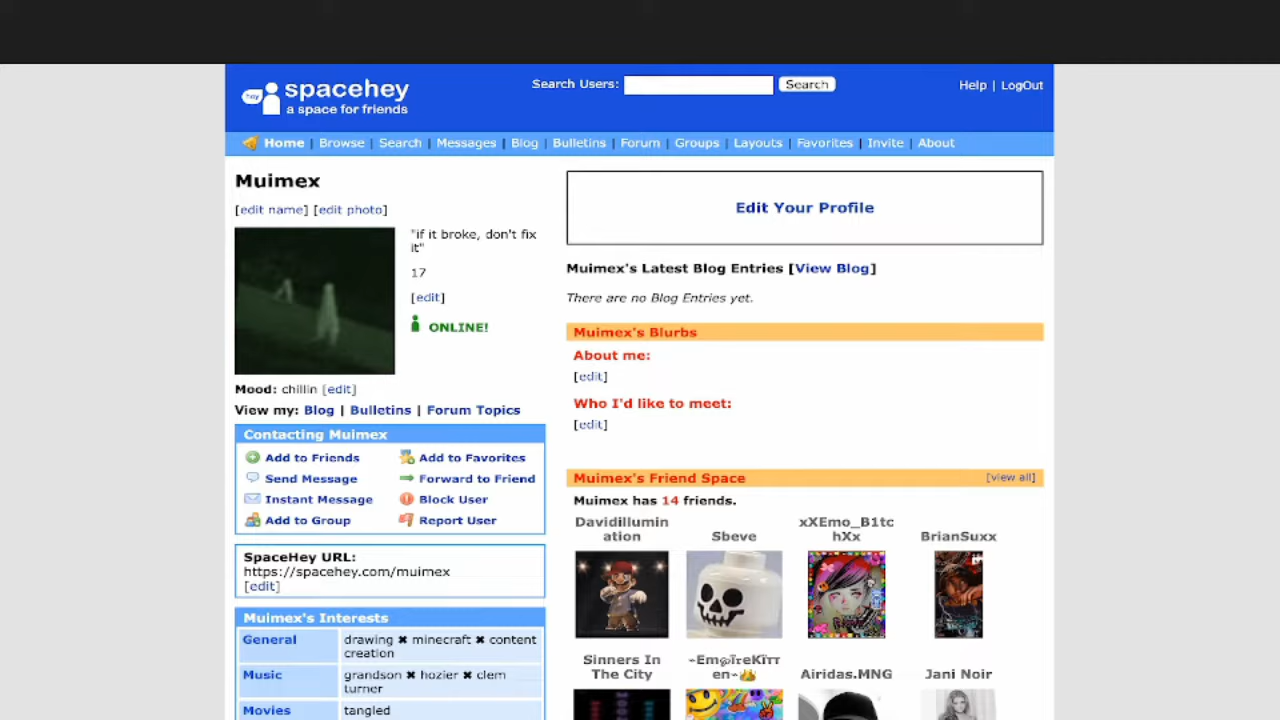 hey
spacehey
a space for friends
Search Users:
Search
Help | LogOut
Home | Browse | Search | Messages | Blog | Bulletins | Forum | Groups | Layouts | Favorites | Invite | About
Muimex
[edit name] [edit photo]
"if it broke, don't fix
it"
17
[edit]
ONLINE!
Mood: chillin [edit]
View my: Blog | Bulletins | Forum Topics
Contacting Muimex
Add to Friends
Add to Favorites
Send Message
Forward to Friend
Instant Message
Block User
Add to Group
Report User
SpaceHey URL:
https://spacehey.com/muimex
[edit]
Muimex's Interests
General
drawing ✖ minecraft ✖ content
creation
Music
grandson ✖ hozier ✖ clem
turner
Movies
tangled
Edit Your Profile
Muimex's Latest Blog Entries [View Blog]
There are no Blog Entries yet.
Muimex's Blurbs
About me:
[edit]
Who I'd like to meet:
[edit]
Muimex's Friend Space
[view all]
Muimex has 14 friends.
Davidillumin
ation
Sbeve
xXEmo_B1tc
hXx
BrianSuxx
Sinners In
The City
Airidas.MNG
Jani Noir